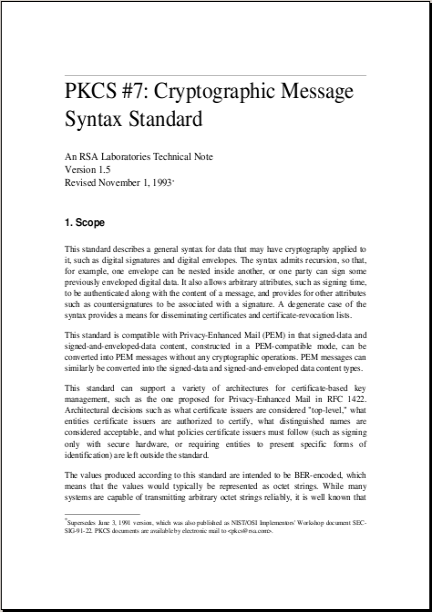 PKCS #7: Cryptographic Message
Syntax Standard
An RSA Laboratories Technical Note
Version 1.5
Revised November 1, 1993*
1. Scope
This standard describes a general syntax for data that may have cryptography applied to
it, such as digital signatures and digital envelopes. The syntax admits recursion, so that,
for example, one envelope can be nested inside another, or one party can sign some
previously enveloped digital data. It also allows arbitrary attributes, such as signing time,
to be authenticated along with the content of a message, and provides for other attributes
such as countersignatures to be associated with a signature. A degenerate case of the
syntax provides a means for disseminating certificates and certificate-revocation lists.
This standard is compatible with Privacy-Enhanced Mail (PEM) in that signed-data and
signed-and-enveloped-data content, constructed in a PEM-compatible mode, can be
converted into PEM messages without any cryptographic operations. PEM messages can
similarly be converted into the signed-data and signed-and-enveloped data content types.
This standard can support a variety of architectures for certificate-based key
management, such as the one proposed for Privacy-Enhanced Mail in RFC 1422.
Architectural decisions such as what certificate issuers are considered "top-level," what
entities certificate issuers are authorized to certify, what distinguished names are
considered acceptable, and what policies certificate issuers must follow (such as signing
only with secure hardware, or requiring entities to present specific forms of
identification) are left outside the standard.
The values produced according to this standard are intended to be BER-encoded, which
means that the values would typically be represented as octet strings. While many
systems are capable of transmitting arbitrary octet strings reliably, it is well known that
*Supersedes June 3, 1991 version, which was also published as NIST/OSI Implementors' Workshop document SEC-
SIG-91-22. PKCS documents are available by electronic mail to <pkcs@rsa.com>.